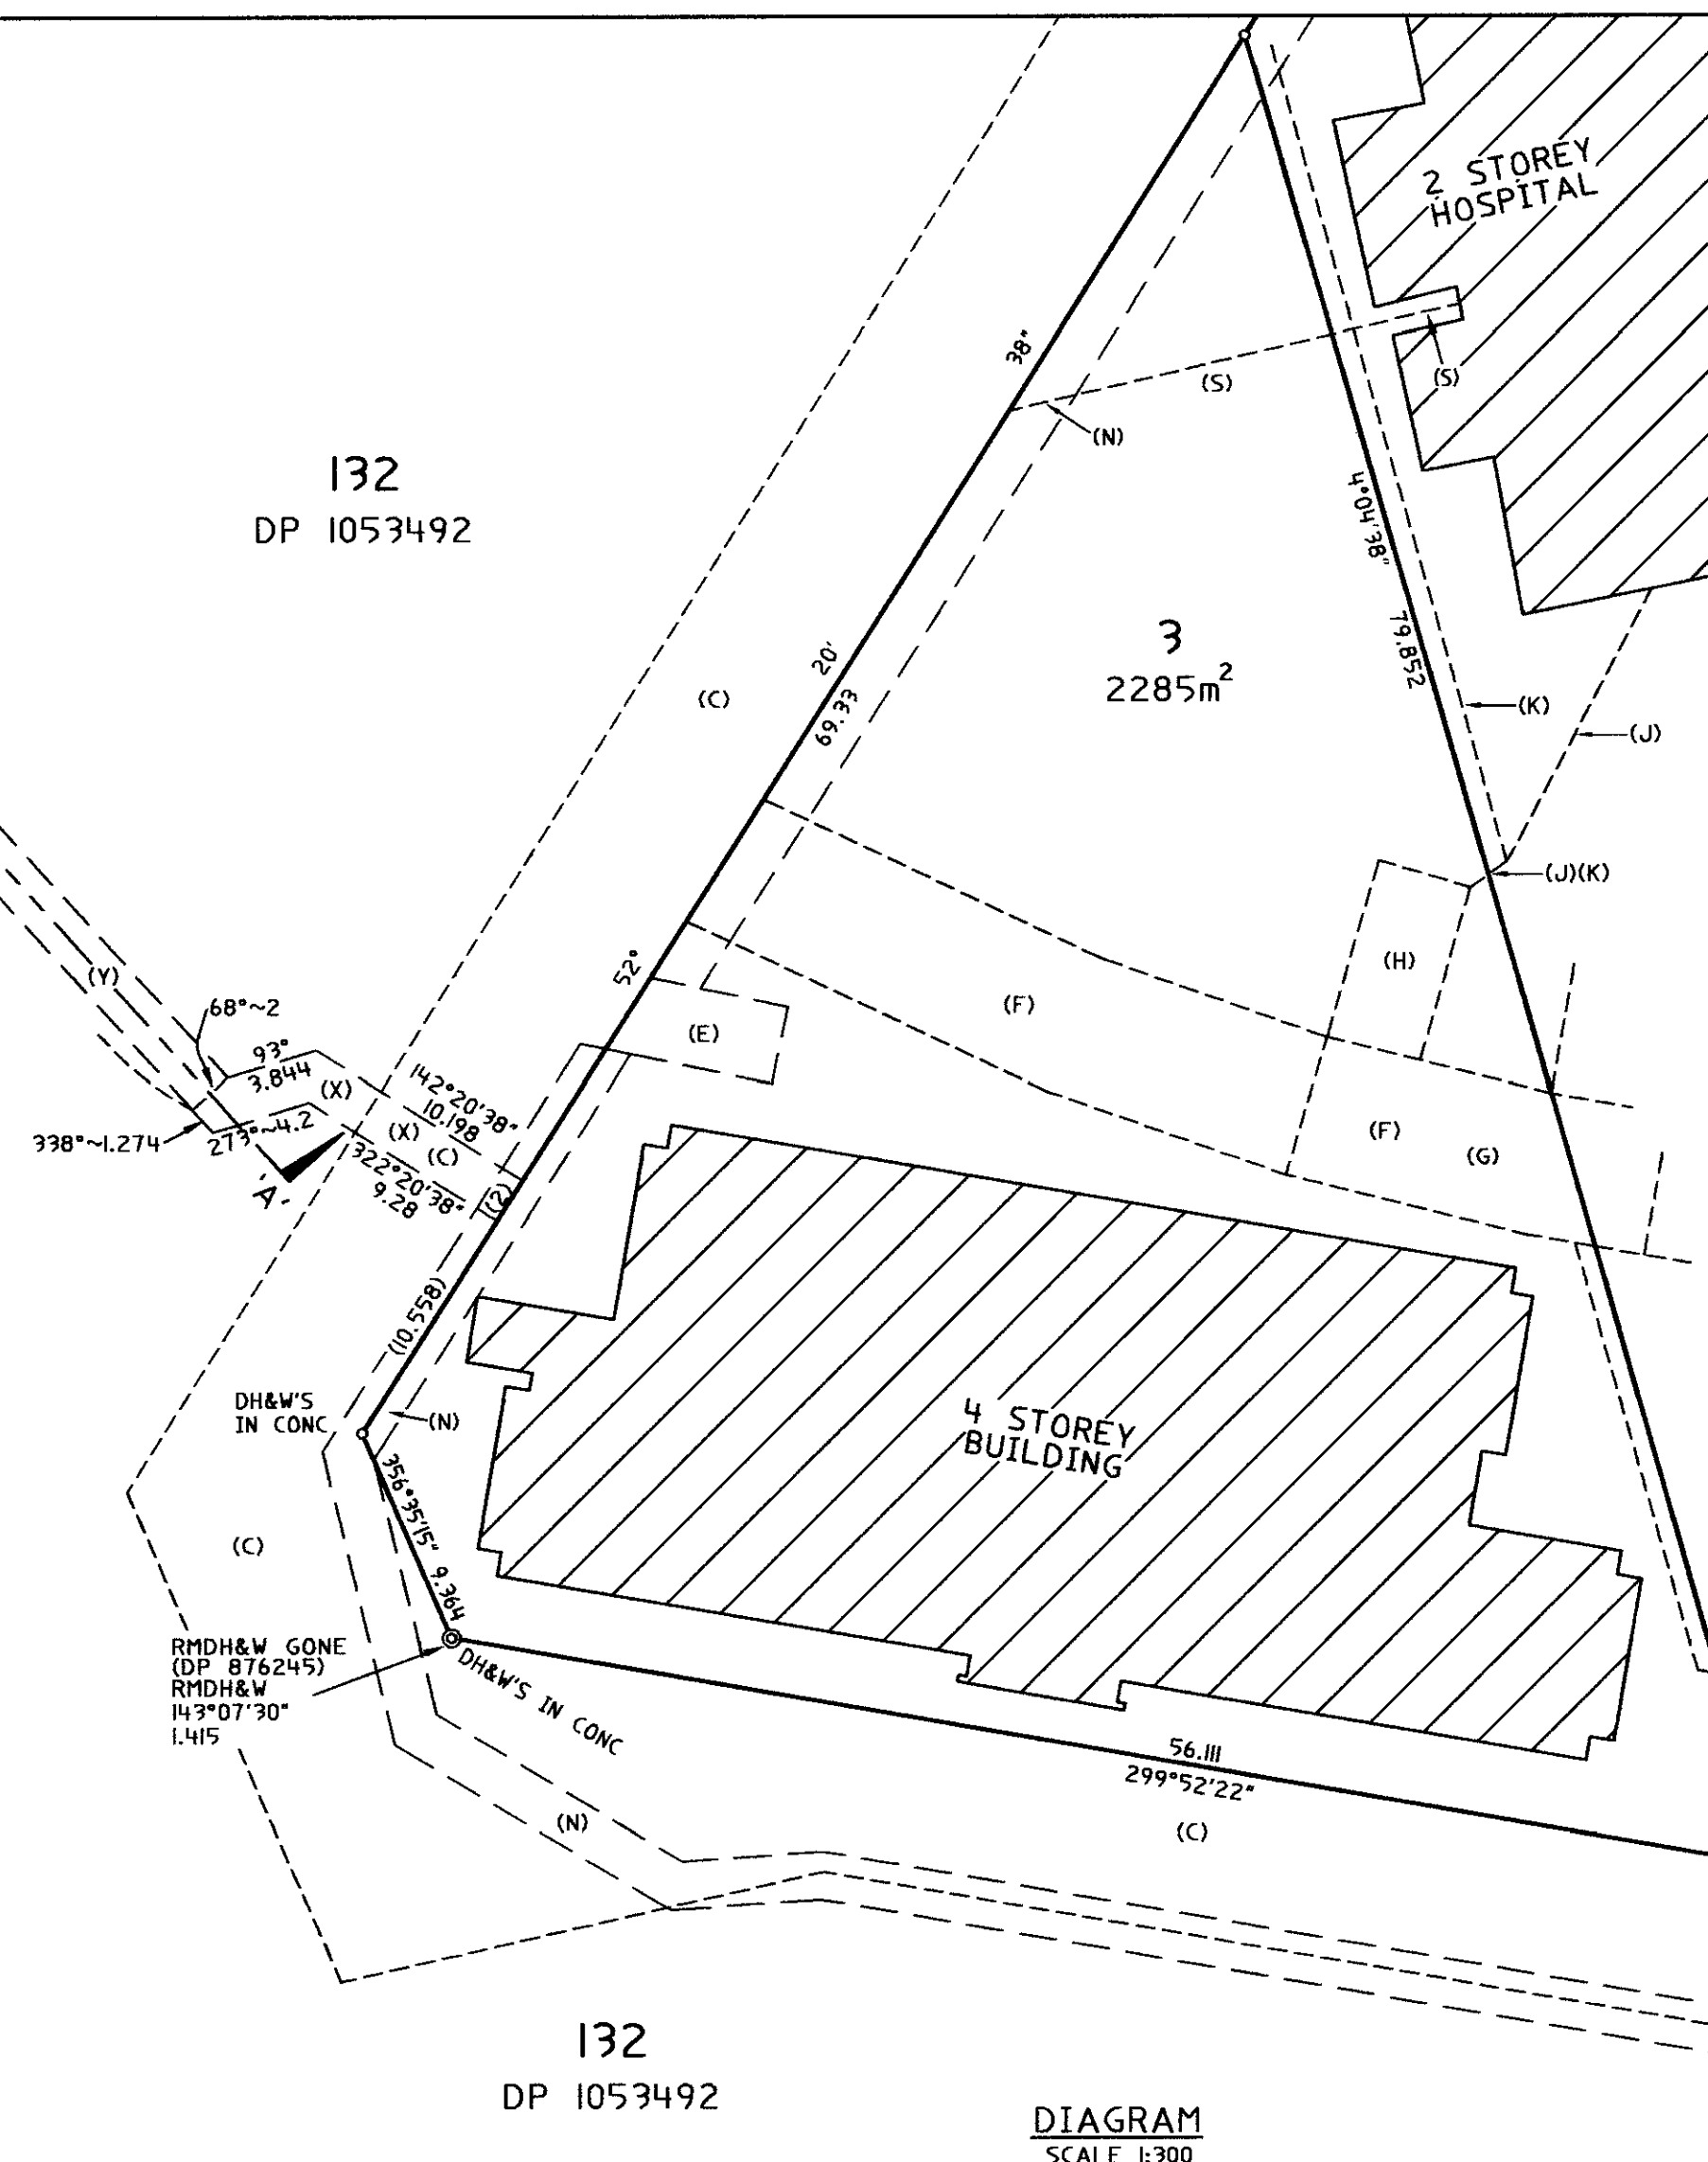 2 STOREY
HOSPITAL
38"
(S)
(S)
(N)
132
DP 1053492
4°04'38"
79.852
3
2285m²
20'
69.33
(C)
(K)
(J)
(J)(K)
(H)
(F)
52°
(E)
(Y)
68°~2
93°
3.844
(X)
142°20'38"
10.198
(X)
(C)
338°~1.274
273°~4.2
322°20'38"
9.28
'A'
(F)
(G)
(10.558)
DH&W'S
IN CONC
(N)
4 STOREY
BUILDING
356°35'15" 9.364
(C)
RMDH&W GONE
(DP 876245)
RMDH&W
143°07'30"
1.415
DH&W'S IN CONC
56.111
299°52'22"
(N)
(C)
132
DP 1053492
DIAGRAM
SCALE 1:300